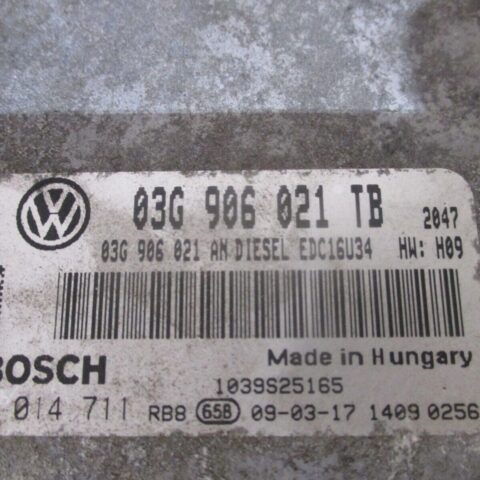 03G 906 021 TB 2047
03G 906 021 AN DIESEL EDC16U34 HW: H09
BOSCH
Made in Hungary
1039S25165
014 711 RB8 65B 09-03-17 1409 0256